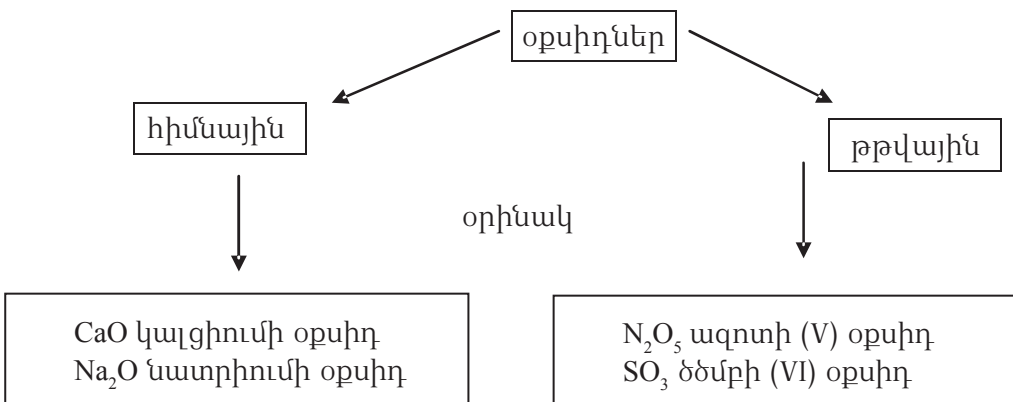 օքսիդներ
հիմնային
թթվային
օրինակ
CaO կալցիումի օքսիդ
Na₂O նատրիումի օքսիդ
N₂O₅ ազոտի (V) օքսիդ
SO₃ ծծմբի (VI) օքսիդ